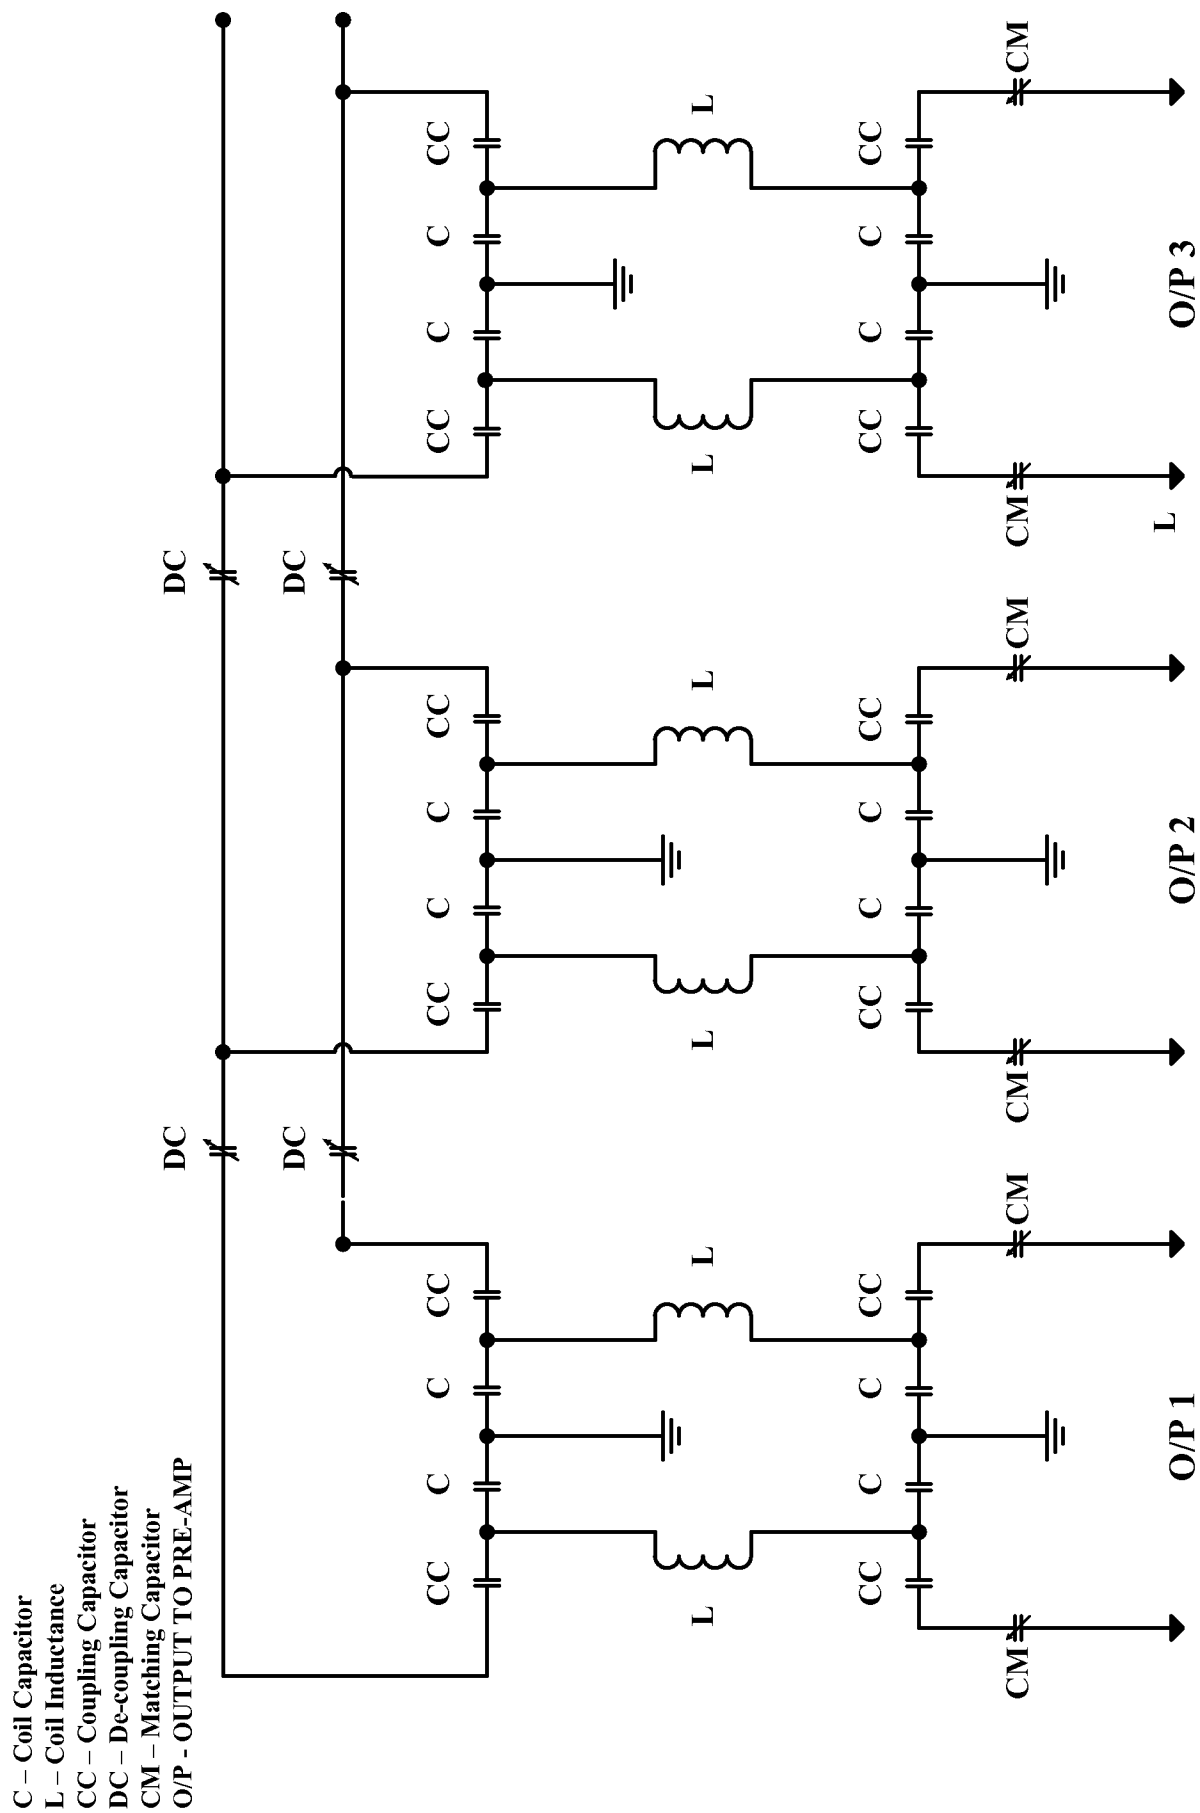 C – Coil Capacitor
L – Coil Inductance
CC – Coupling Capacitor
DC – De-coupling Capacitor
CM – Matching Capacitor
O/P - OUTPUT TO PRE-AMP
DC
DC
DC
DC
CC
C
C
CC
CC
C
C
CC
CC
C
C
CC
L
L
L
L
L
L
CC
C
C
CC
CC
C
C
CC
CC
C
C
CC
CM
CM
CM
CM
CM
CM
L
O/P 1
O/P 2
O/P 3